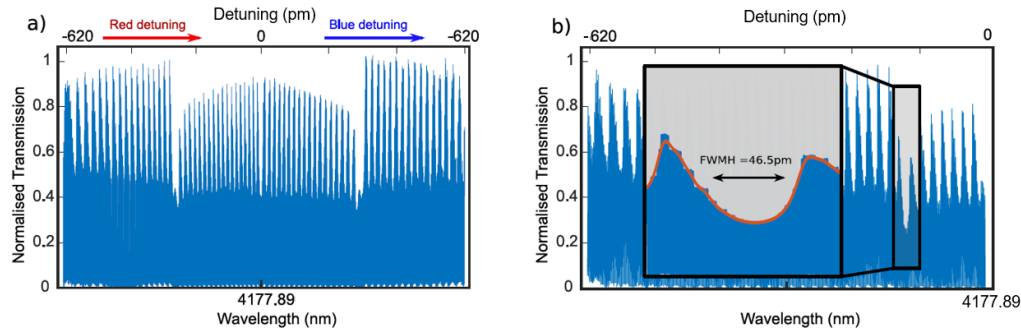 a)
Detuning (pm)
-620 0 -620
Red detuning Blue detuning
1
0.8
0.6
0.4
0.2
0
Normalised Transmission
4177.89
Wavelength (nm)
b)
Detuning (pm)
-620 0
1
0.8
0.6
0.4
0.2
0
Normalised Transmission
FWMH =46.5pm
4177.89
Wavelength (nm)